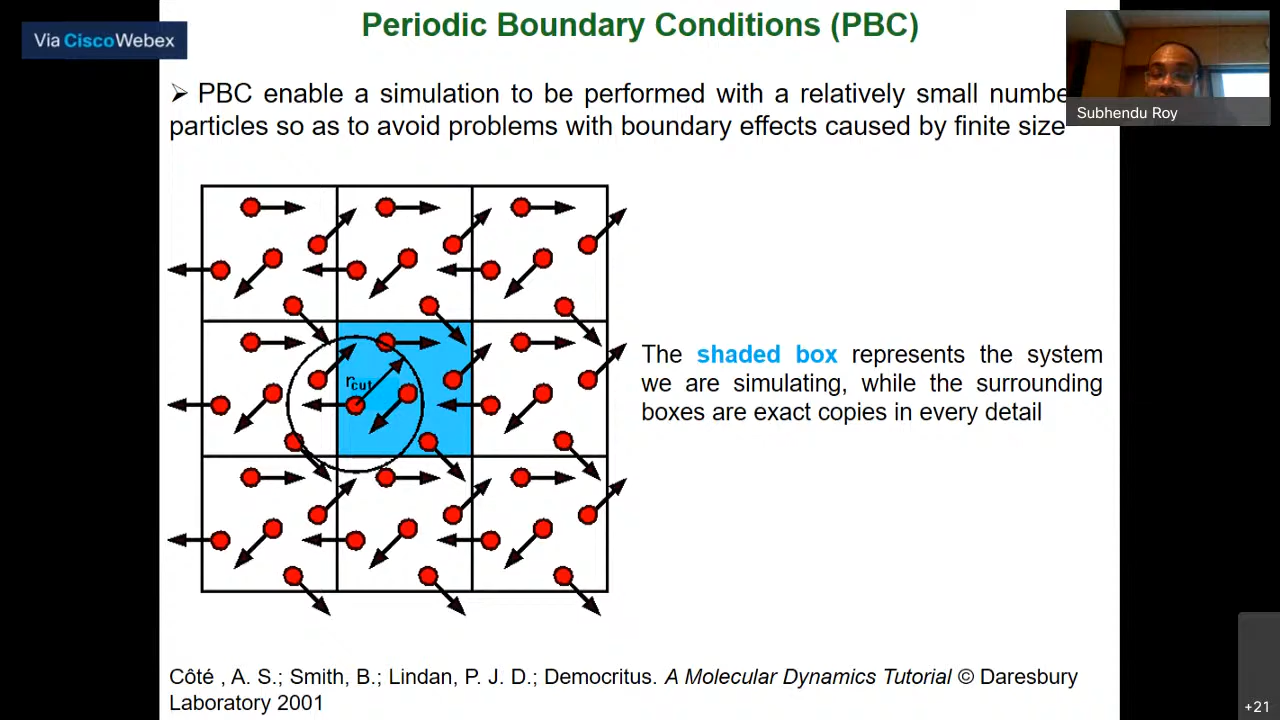 Periodic Boundary Conditions (PBC)
Via Cisco Webex
➤ PBC enable a simulation to be performed with a relatively small numbe
particles so as to avoid problems with boundary effects caused by finite size
Subhendu Roy
r_cut
The shaded box represents the system
we are simulating, while the surrounding
boxes are exact copies in every detail
Côté , A. S.; Smith, B.; Lindan, P. J. D.; Democritus. A Molecular Dynamics Tutorial © Daresbury
Laboratory 2001
+21